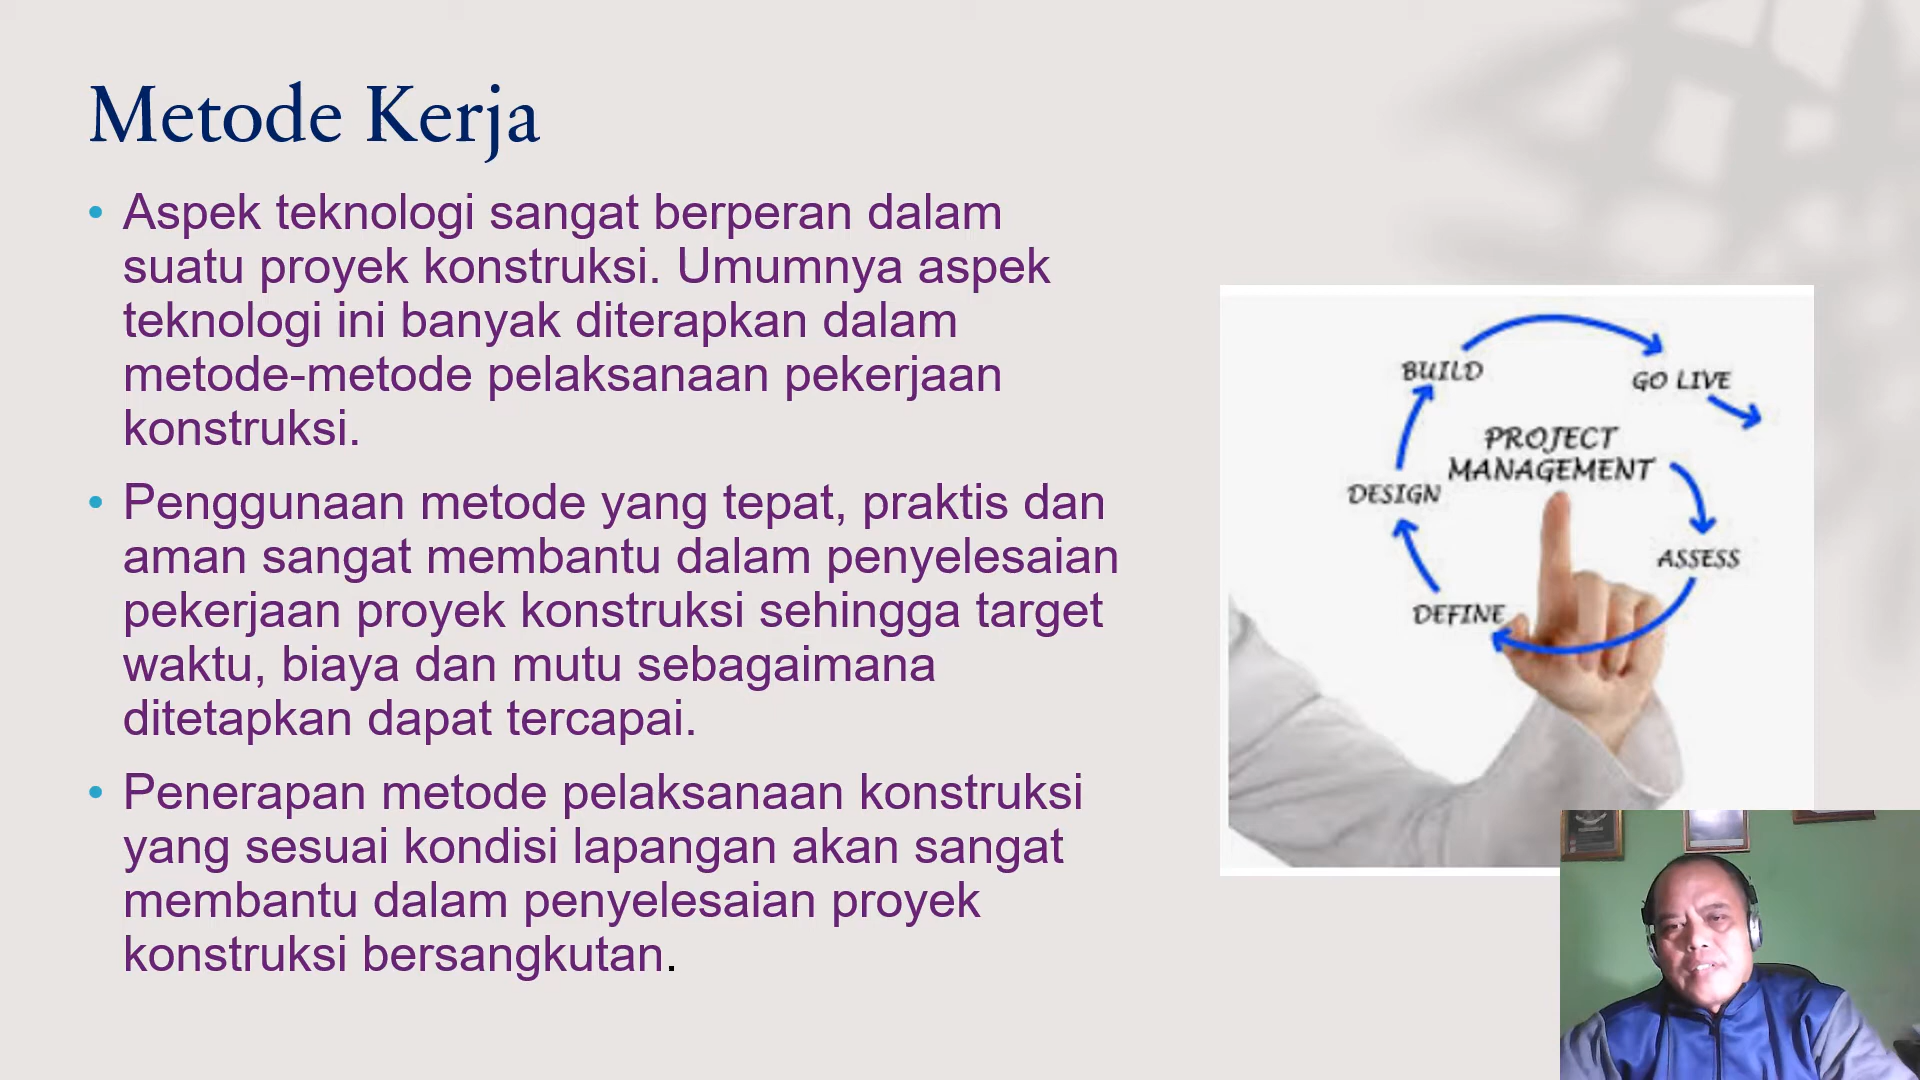 Metode Kerja
• Aspek teknologi sangat berperan dalam
suatu proyek konstruksi. Umumnya aspek
teknologi ini banyak diterapkan dalam
metode-metode pelaksanaan pekerjaan
konstruksi.
• Penggunaan metode yang tepat, praktis dan
aman sangat membantu dalam penyelesaian
pekerjaan proyek konstruksi sehingga target
waktu, biaya dan mutu sebagaimana
ditetapkan dapat tercapai.
• Penerapan metode pelaksanaan konstruksi
yang sesuai kondisi lapangan akan sangat
membantu dalam penyelesaian proyek
konstruksi bersangkutan.
BUILD
GO LIVE
PROJECT
MANAGEMENT
DESIGN
ASSESS
DEFINE